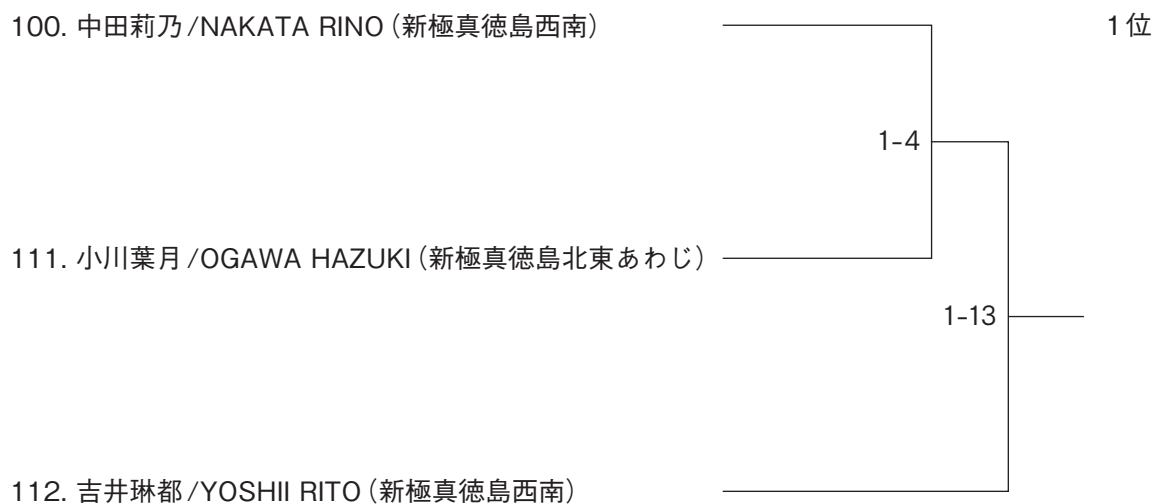 100. 中田莉乃/NAKATA RINO（新極真徳島西南）
1位
1-4
111. 小川葉月/OGAWA HAZUKI（新極真徳島北東あわじ）
1-13
112. 吉井琳都/YOSHII RITO（新極真徳島西南）